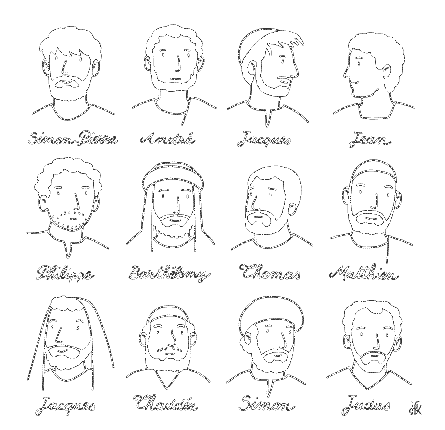 Simon Pierre André Jacques Jean
Philippe Barthélemy Thomas Matthieu
Jacques Thaddée Simon Judas